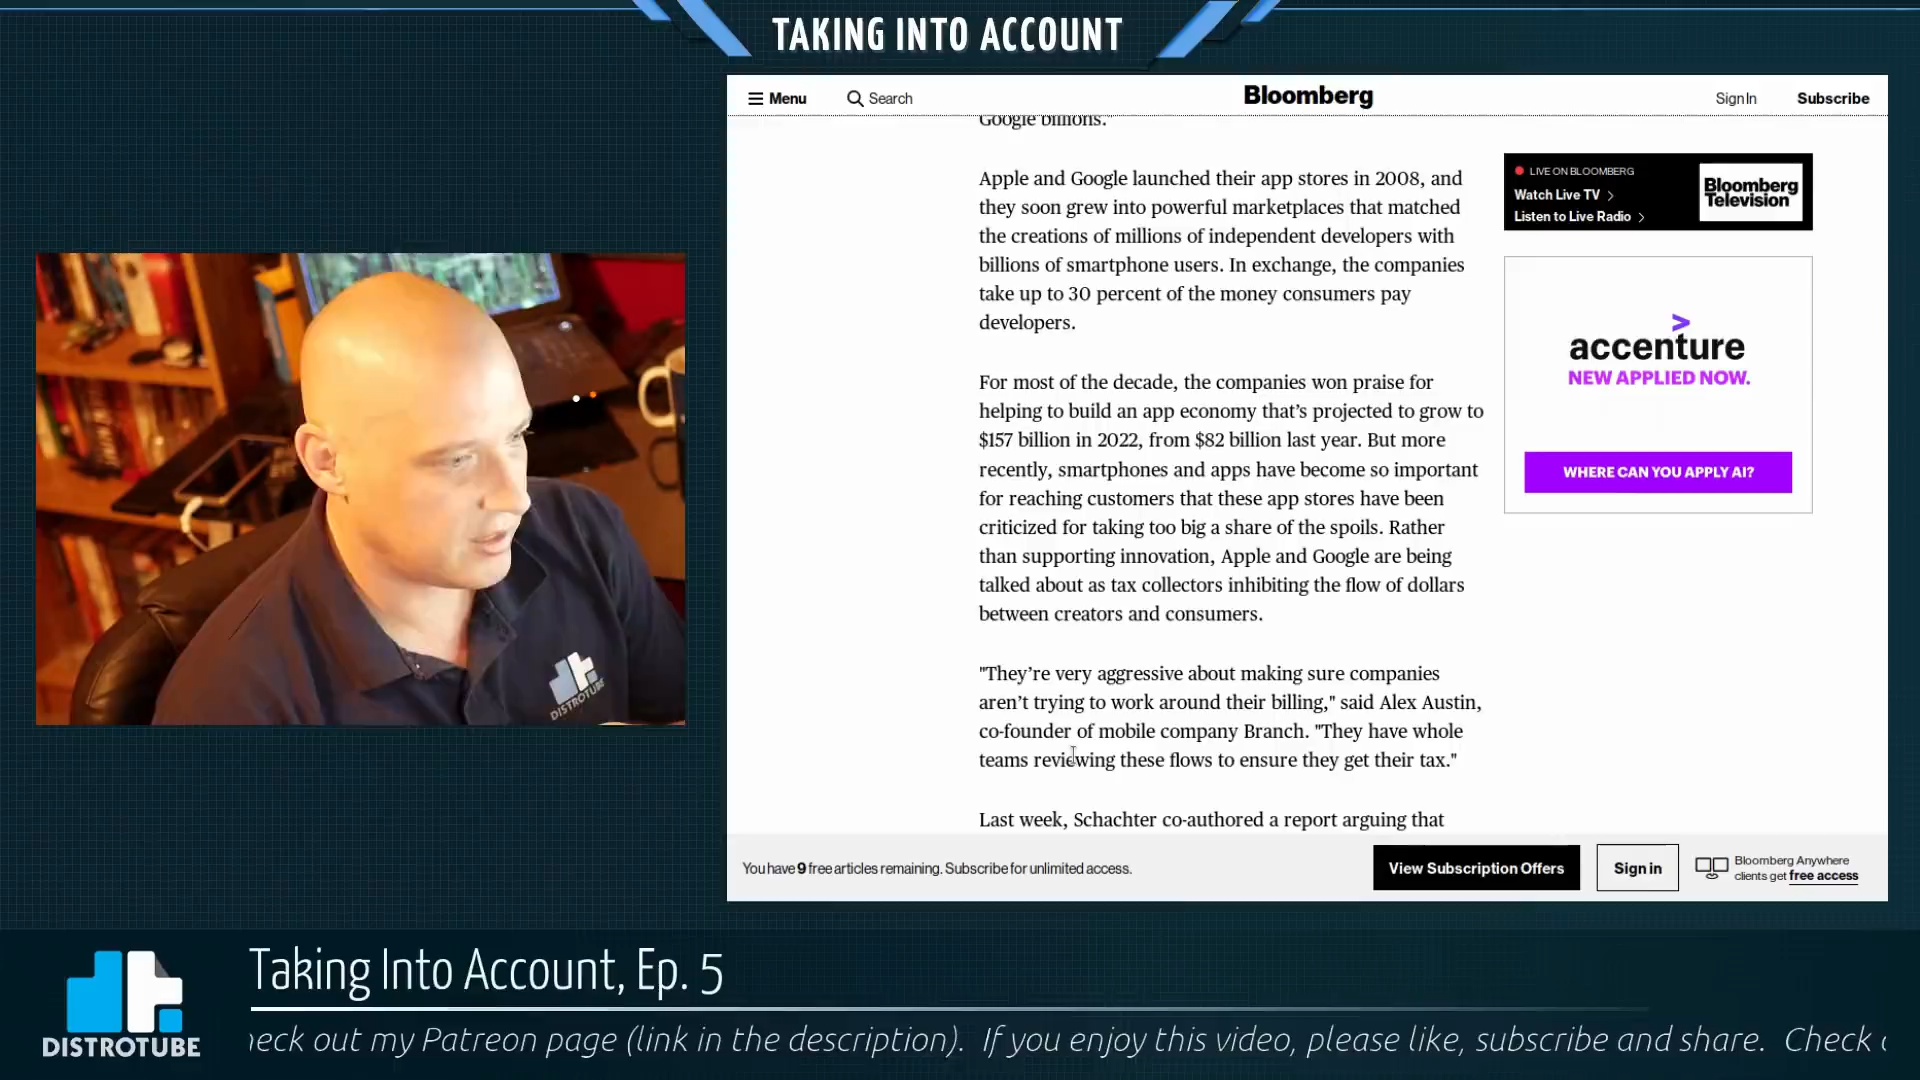 TAKING INTO ACCOUNT
Menu
Search
Bloomberg
Sign In
Subscribe
Google billions.
Apple and Google launched their app stores in 2008, and
they soon grew into powerful marketplaces that matched
the creations of millions of independent developers with
billions of smartphone users. In exchange, the companies
take up to 30 percent of the money consumers pay
developers.
For most of the decade, the companies won praise for
helping to build an app economy that’s projected to grow to
$157 billion in 2022, from $82 billion last year. But more
recently, smartphones and apps have become so important
for reaching customers that these app stores have been
criticized for taking too big a share of the spoils. Rather
than supporting innovation, Apple and Google are being
talked about as tax collectors inhibiting the flow of dollars
between creators and consumers.
"They’re very aggressive about making sure companies
aren’t trying to work around their billing," said Alex Austin,
co-founder of mobile company Branch. "They have whole
teams reviewing these flows to ensure they get their tax."
Last week, Schachter co-authored a report arguing that
LIVE ON BLOOMBERG
Watch Live TV
Listen to Live Radio
Bloomberg
Television
>
accenture
NEW APPLIED NOW.
WHERE CAN YOU APPLY AI?
You have 9 free articles remaining. Subscribe for unlimited access.
View Subscription Offers
Sign in
Bloomberg Anywhere
clients get free access
DISTROTUBE
Taking Into Account, Ep. 5
eck out my Patreon page (link in the description). If you enjoy this video, please like, subscribe and share. Check
DISTROTUBE